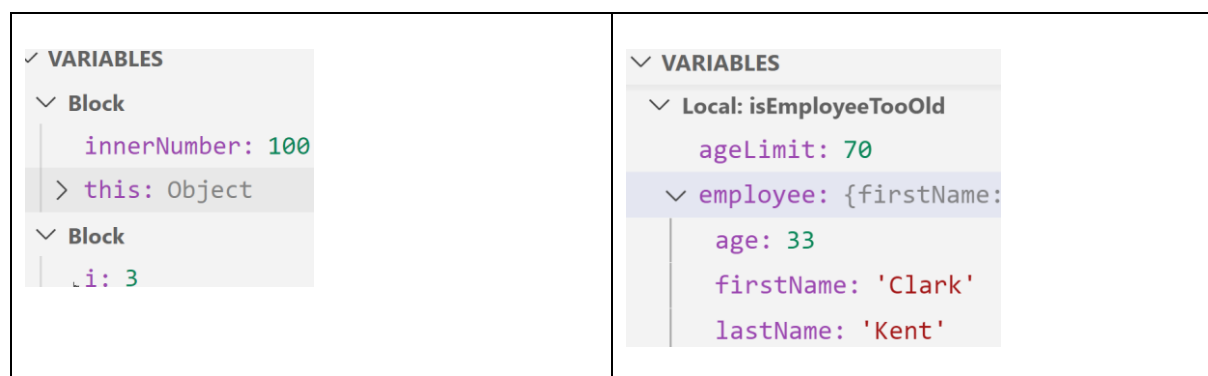 VARIABLES
Block
innerNumber: 100
this: Object
Block
i: 3
VARIABLES
Local: isEmployeeTooOld
ageLimit: 70
employee: {firstName:
age: 33
firstName: 'Clark'
lastName: 'Kent'